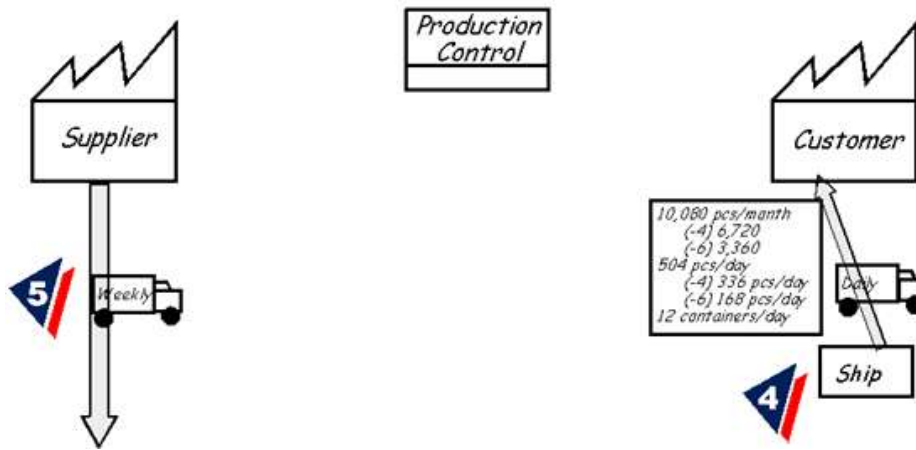 Production
Control
Supplier
Customer
10,080 pcs/month
(-4) 6,720
(-6) 3,360
504 pcs/day
(-4) 336 pcs/day
(-6) 168 pcs/day
12 containers/day
5
Weekly
Daily
Ship
4